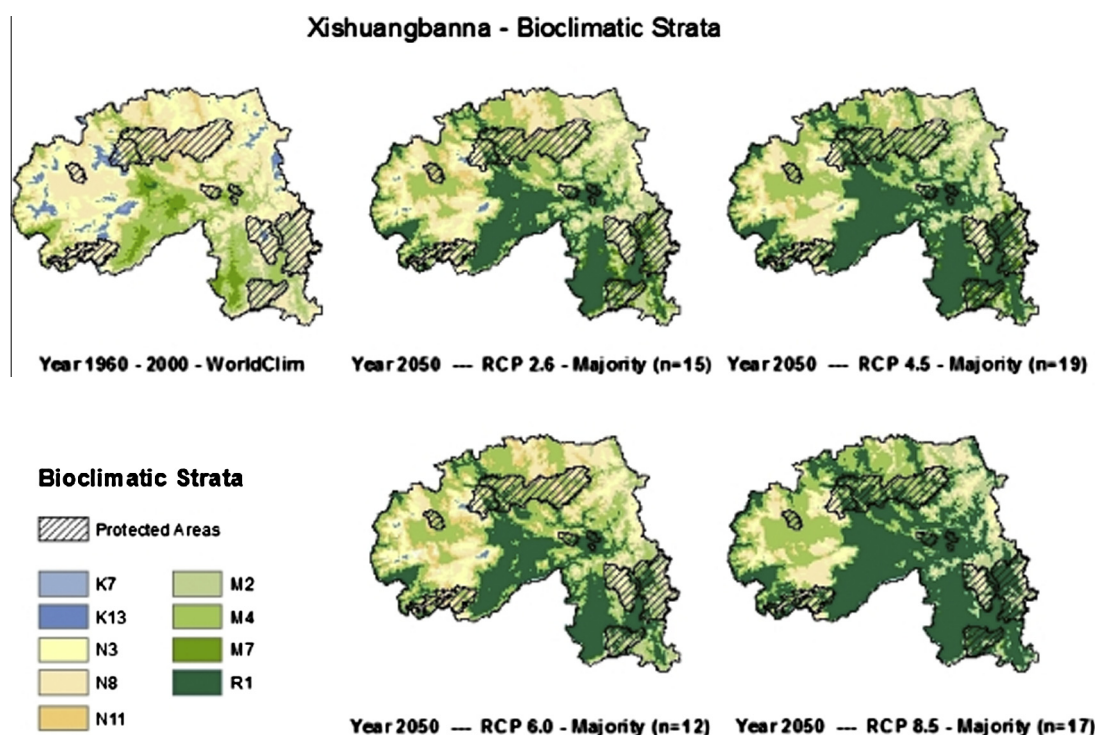 Xishuangbanna - Bioclimatic Strata
Year 1960 - 2000 - WorldClim
Year 2050 --- RCP 2.6 - Majority (n=15)
Year 2050 --- RCP 4.5 - Majority (n=19)
Bioclimatic Strata
Protected Areas
K7
K13
N3
N8
N11
M2
M4
M7
R1
Year 2050 --- RCP 6.0 - Majority (n=12)
Year 2050 --- RCP 8.5 - Majority (n=17)